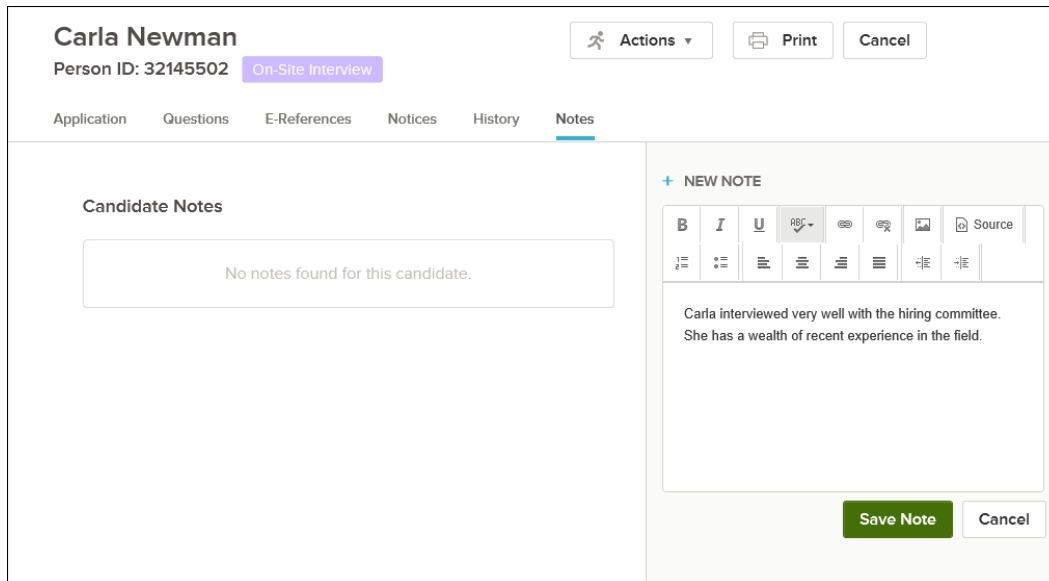 Carla Newman
Actions ▾ Print Cancel
Person ID: 32145502 On-Site Interview
Application Questions E-References Notices History Notes
+ NEW NOTE
Candidate Notes
B I U ABC Source
No notes found for this candidate.
Carla interviewed very well with the hiring committee.
She has a wealth of recent experience in the field.
Save Note Cancel